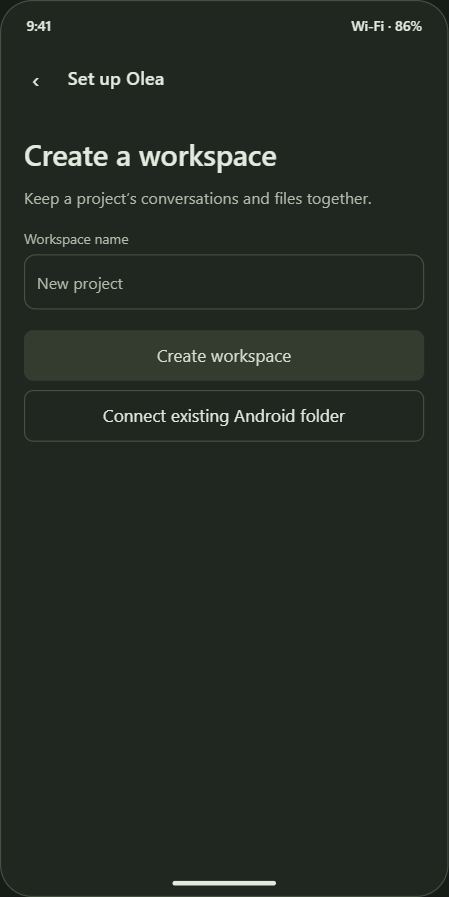 9:41
Wi-Fi · 86%
‹ Set up Olea
Create a workspace
Keep a project's conversations and files together.
Workspace name
New project
Create workspace
Connect existing Android folder